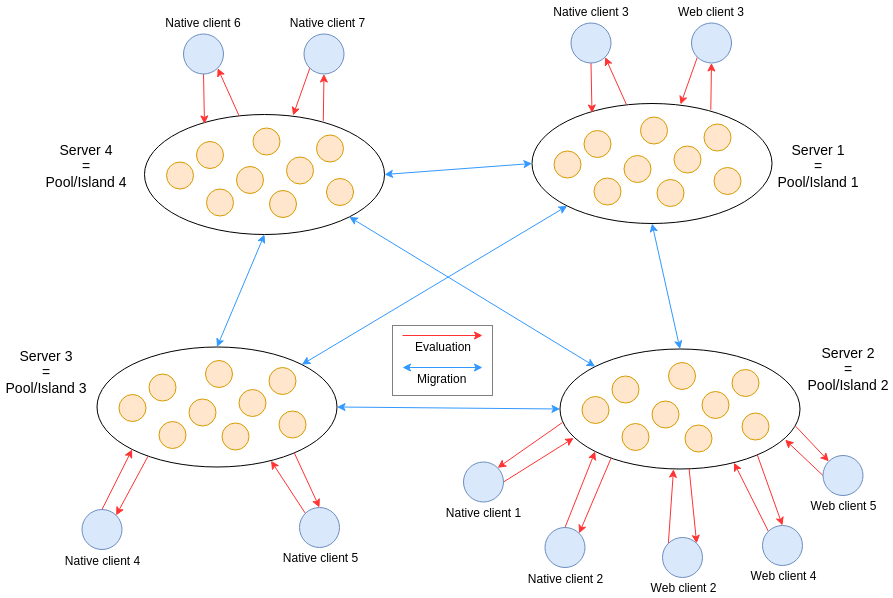 Native client 6
Native client 7
Native client 3
Web client 3
Server 4
=
Pool/Island 4
Server 1
=
Pool/Island 1
Evaluation
Migration
Server 3
=
Pool/Island 3
Server 2
=
Pool/Island 2
Native client 1
Web client 5
Native client 4
Native client 5
Native client 2
Web client 2
Web client 4